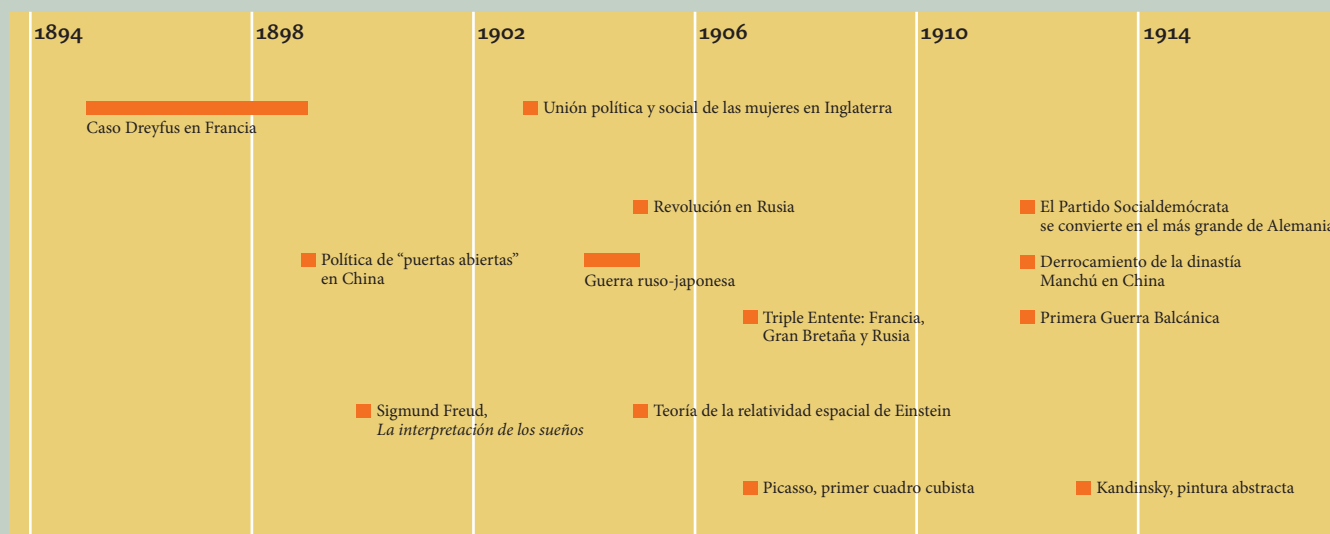 1894
1898
1902
1906
1910
1914
Caso Dreyfus en Francia
Unión política y social de las mujeres en Inglaterra
Revolución en Rusia
El Partido Socialdemócrata
se convierte en el más grande de Alemania
Política de “puertas abiertas”
en China
Guerra ruso-japonesa
Derrocamiento de la dinastía
Manchú en China
Triple Entente: Francia,
Gran Bretaña y Rusia
Primera Guerra Balcánica
Sigmund Freud,
La interpretación de los sueños
Teoría de la relatividad espacial de Einstein
Picasso, primer cuadro cubista
Kandinsky, pintura abstracta